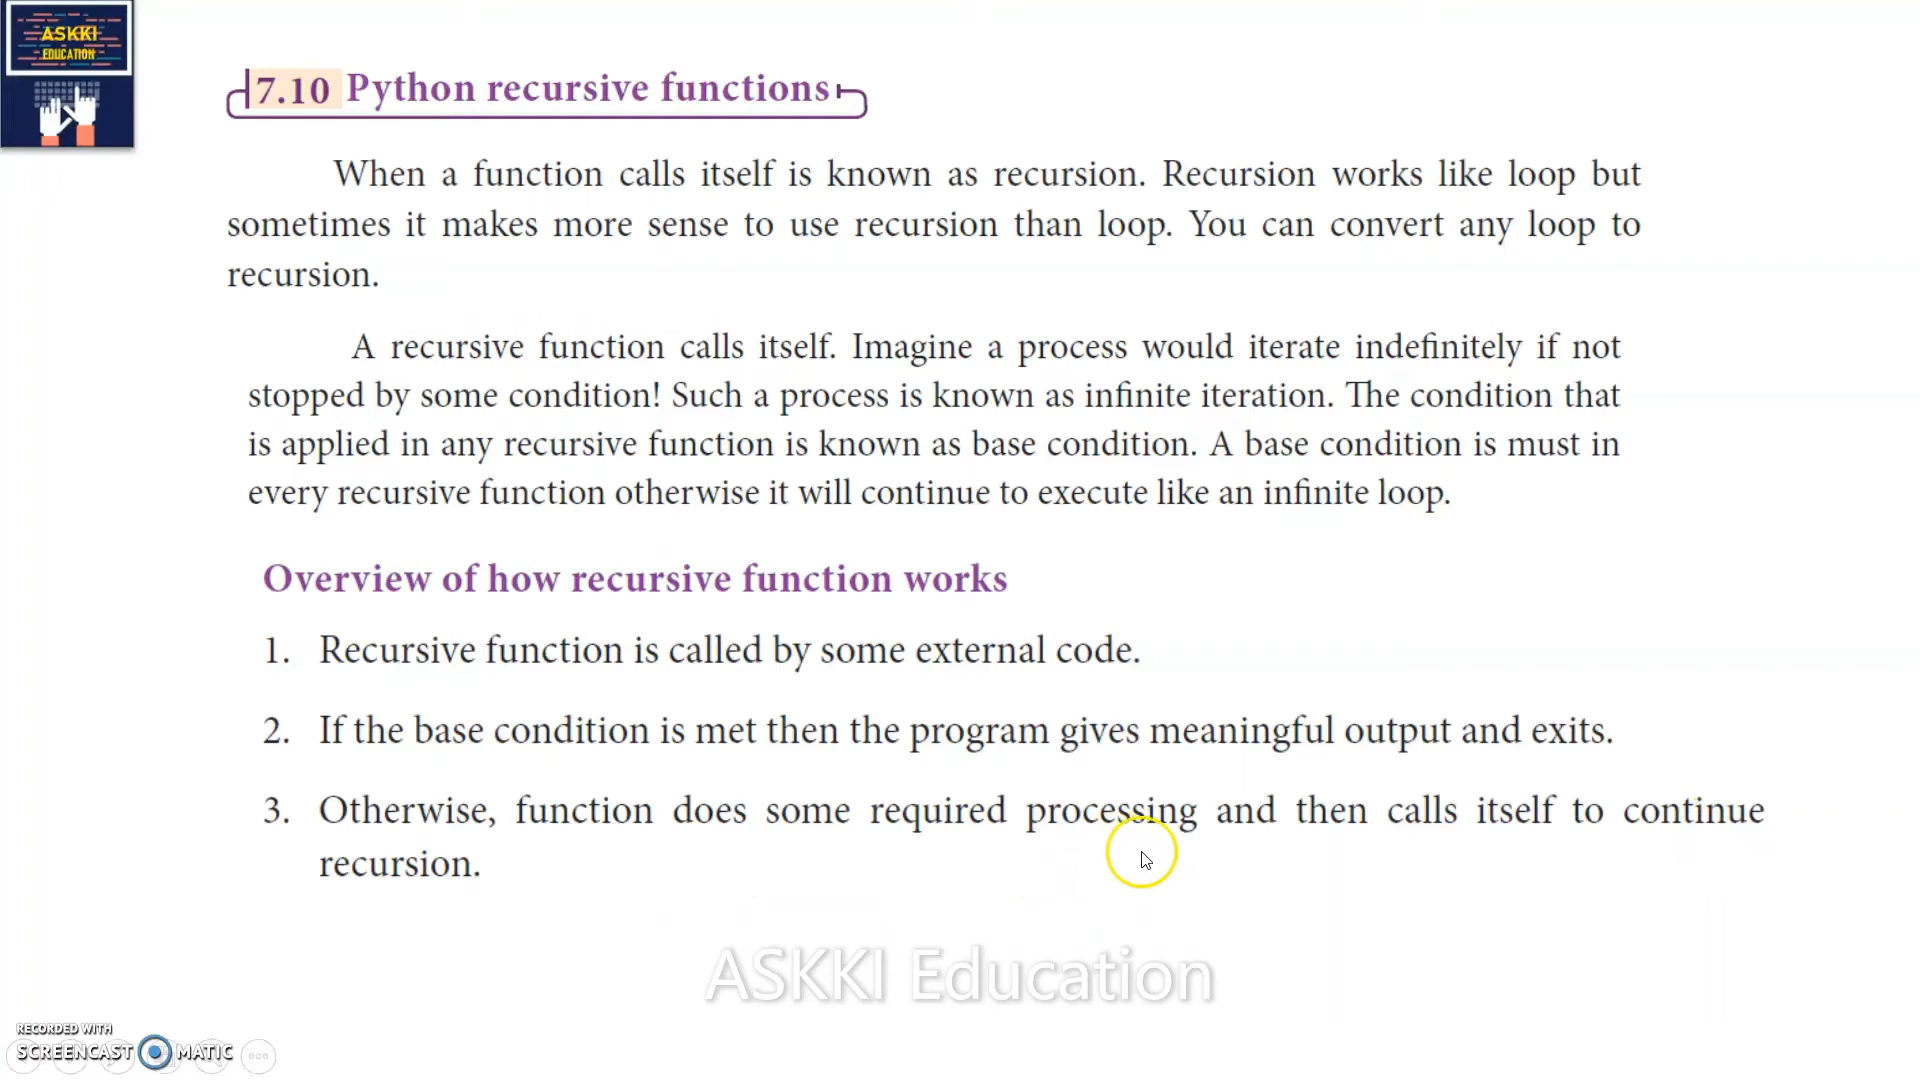 ASKKI
EDUCATION
7.10 Python recursive functions
When a function calls itself is known as recursion. Recursion works like loop but
sometimes it makes more sense to use recursion than loop. You can convert any loop to
recursion.
A recursive function calls itself. Imagine a process would iterate indefinitely if not
stopped by some condition! Such a process is known as infinite iteration. The condition that
is applied in any recursive function is known as base condition. A base condition is must in
every recursive function otherwise it will continue to execute like an infinite loop.
Overview of how recursive function works
1. Recursive function is called by some external code.
2. If the base condition is met then the program gives meaningful output and exits.
3. Otherwise, function does some required processing and then calls itself to continue
recursion.
ASKKI Education
RECORDED WITH
SCREENCAST MATIC